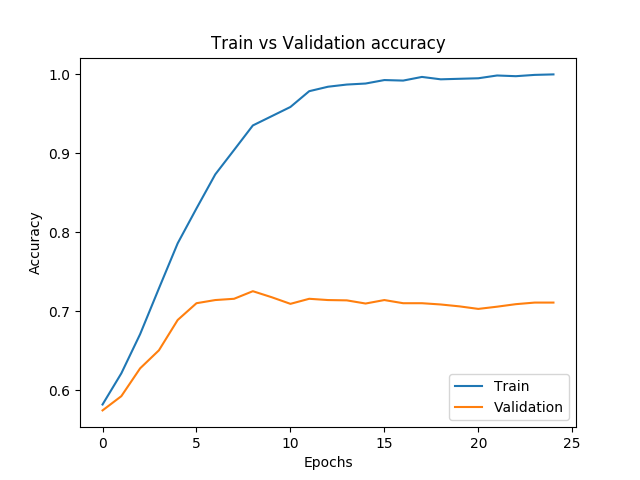 Train vs Validation accuracy
1.0
0.9
0.8
0.7
0.6
Accuracy
0 5 10 15 20 25
Epochs
Train
Validation